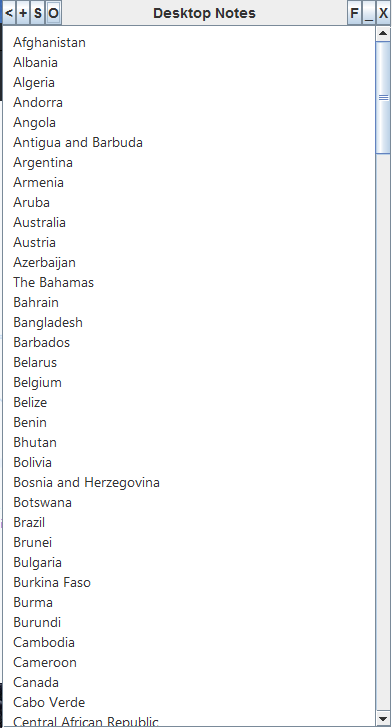 < + S O Desktop Notes F _ X
Afghanistan
Albania
Algeria
Andorra
Angola
Antigua and Barbuda
Argentina
Armenia
Aruba
Australia
Austria
Azerbaijan
The Bahamas
Bahrain
Bangladesh
Barbados
Belarus
Belgium
Belize
Benin
Bhutan
Bolivia
Bosnia and Herzegovina
Botswana
Brazil
Brunei
Bulgaria
Burkina Faso
Burma
Burundi
Cambodia
Cameroon
Canada
Cabo Verde
Central African Republic